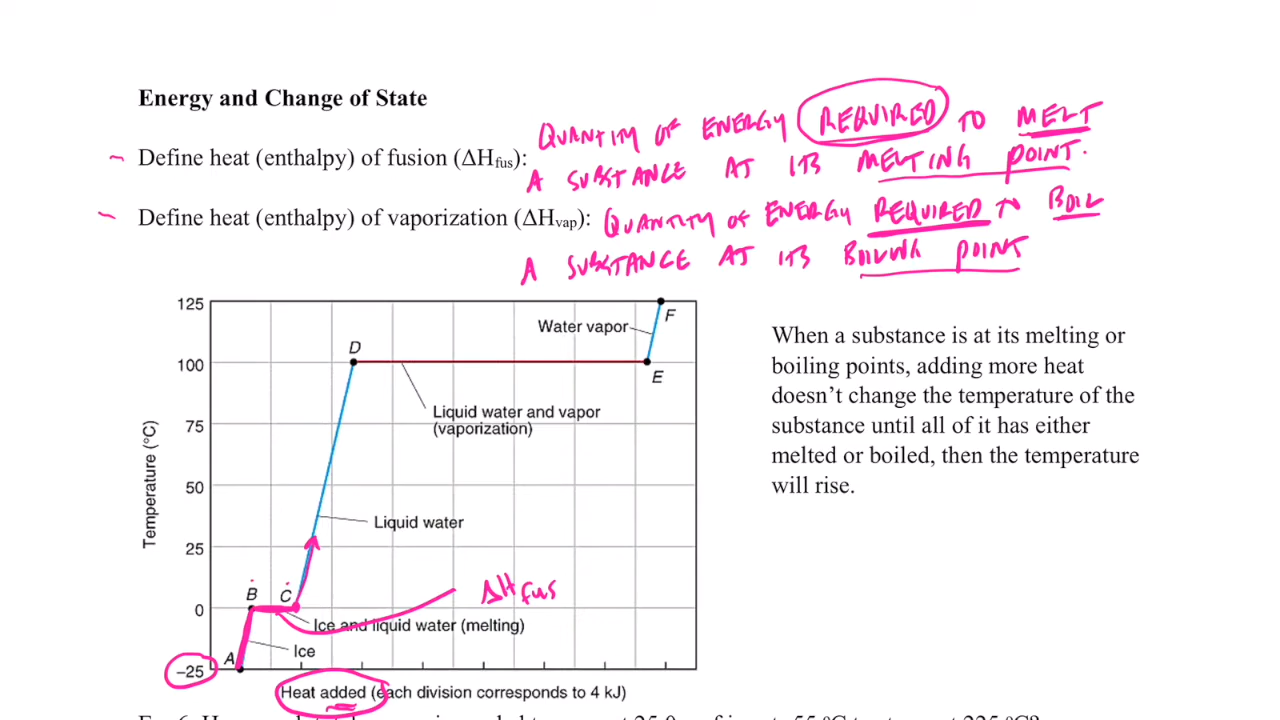 Energy and Change of State
QUANTITY OF ENERGY REQUIRED TO MELT
~ Define heat (enthalpy) of fusion (ΔHfus):
A SUBSTANCE AT ITS MELTING POINT.
~ Define heat (enthalpy) of vaporization (ΔHvap): QUANTITY OF ENERGY REQUIRED TO BOIL
A SUBSTANCE AT ITS BOILING POINT
125
F
Water vapor
D
100
E
Liquid water and vapor
(vaporization)
75
50
Liquid water
25
B
C
ΔHfus
0
Ice and liquid water (melting)
Ice
A
–25
Temperature (°C)
Heat added (each division corresponds to 4 kJ)
When a substance is at its melting or
boiling points, adding more heat
doesn’t change the temperature of the
substance until all of it has either
melted or boiled, then the temperature
will rise.